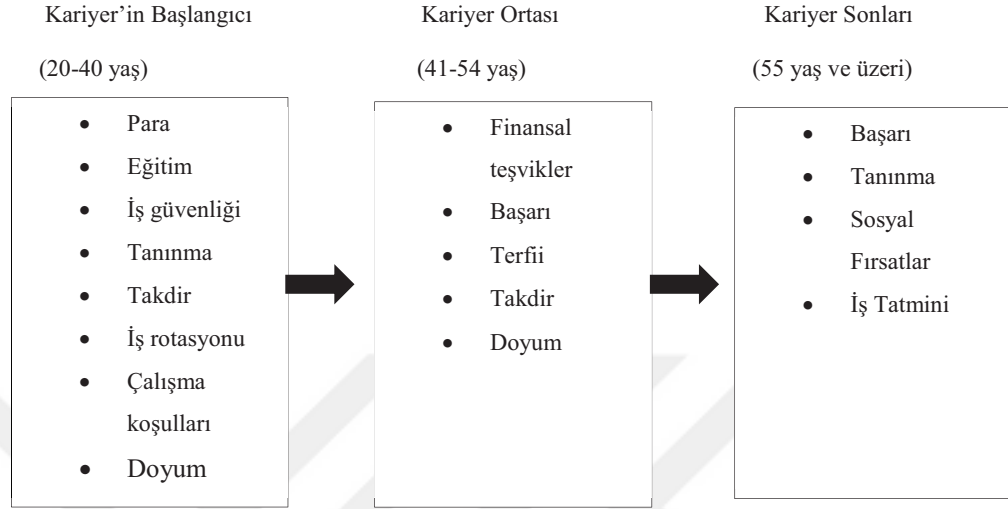 Kariyer’in Başlangıcı
(20-40 yaş)
• Para
• Eğitim
• İş güvenliği
• Tanınma
• Takdir
• İş rotasyonu
• Çalışma
koşulları
• Doyum
Kariyer Ortası
(41-54 yaş)
• Finansal
teşvikler
• Başarı
• Terfii
• Takdir
• Doyum
Kariyer Sonları
(55 yaş ve üzeri)
• Başarı
• Tanınma
• Sosyal
Fırsatlar
• İş Tatmini